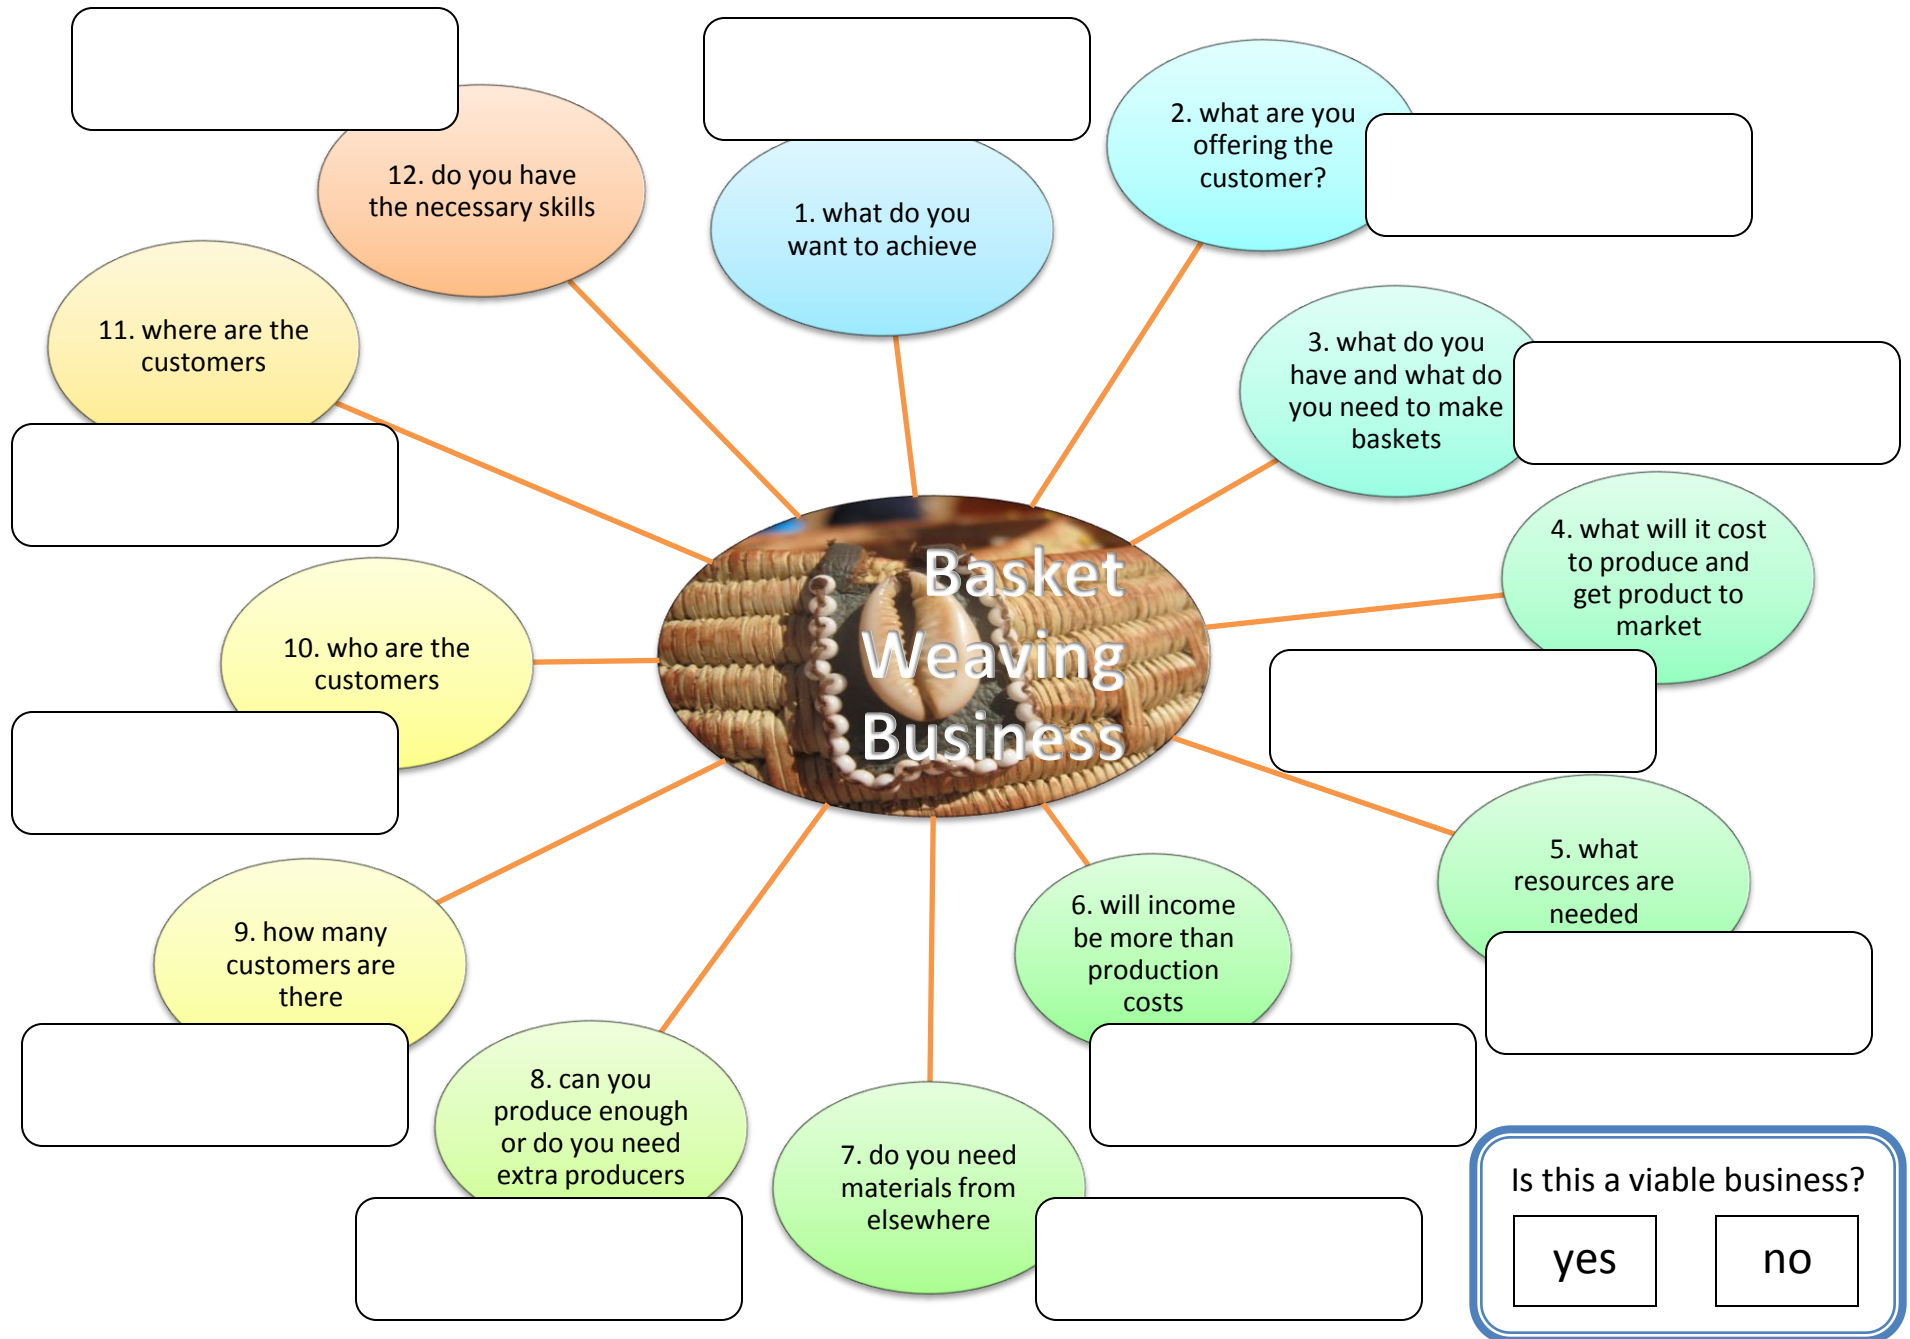 12. do you have
the necessary skills
1. what do you
want to achieve
2. what are you
offering the
customer?
11. where are the
customers
3. what do you
have and what do
you need to make
baskets
4. what will it cost
to produce and
get product to
market
Basket
Weaving
Business
10. who are the
customers
5. what
resources are
needed
9. how many
customers are
there
6. will income
be more than
production
costs
8. can you
produce enough
or do you need
extra producers
7. do you need
materials from
elsewhere
Is this a viable business?
yes no